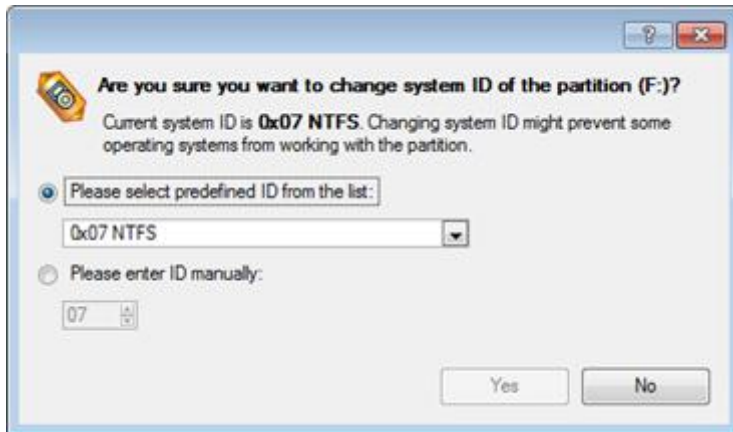 Are you sure you want to change system ID of the partition (F:)?
Current system ID is 0x07 NTFS. Changing system ID might prevent some
operating systems from working with the partition.
Please select predefined ID from the list:
0x07 NTFS
Please enter ID manually:
07
Yes No